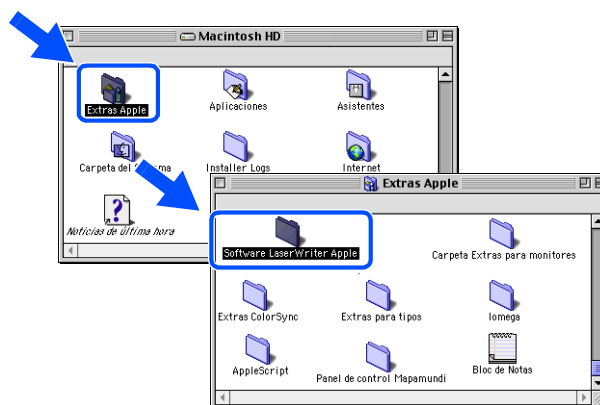 Macintosh HD
Extras Apple
Aplicaciones
Asistentes
Carpeta del
Installer Logs
Internet
Noticias de última hora
Extras Apple
Software LaserWriter Apple
Carpeta Extras para monitores
Extras ColorSync
Extras para tipos
Iomega
AppleScript
Panel de control Mapamundi
Bloc de Notas